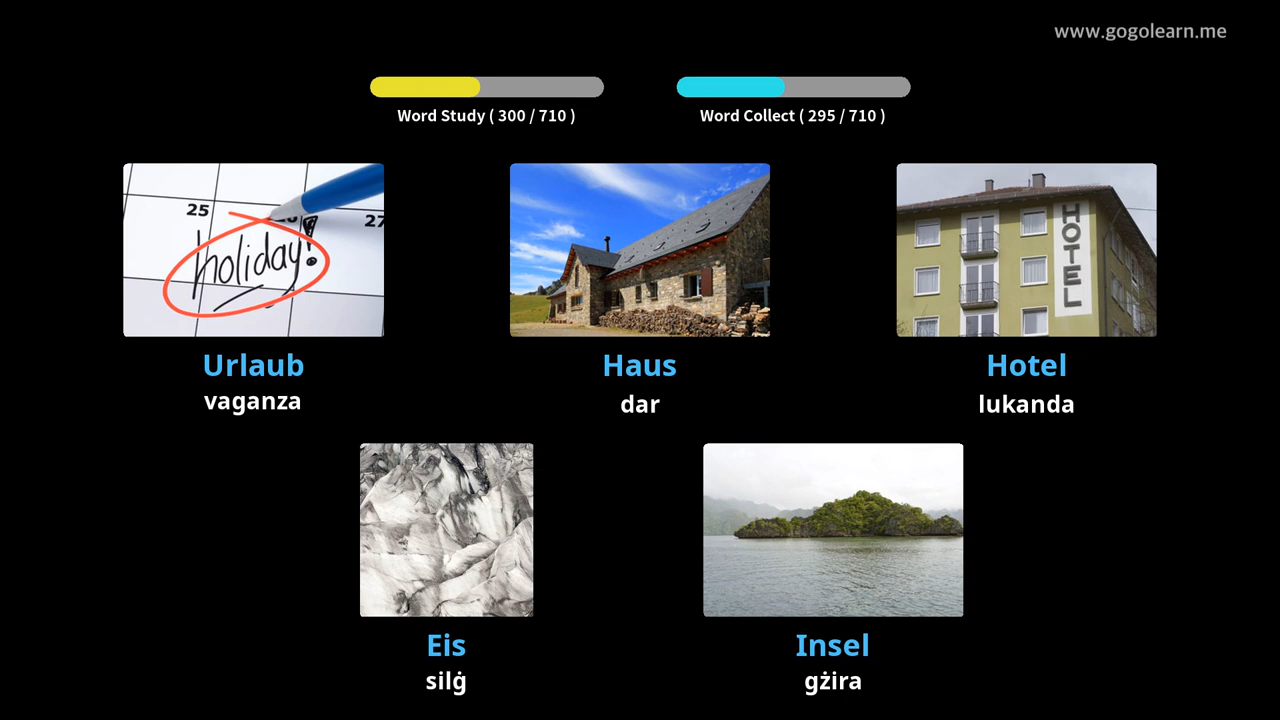 www.gogolearn.me
Word Study ( 300 / 710 )
Word Collect ( 295 / 710 )
25
27
holiday!
HOTEL
Urlaub
Haus
Hotel
vaganza
dar
lukanda
Eis
Insel
silġ
gżira